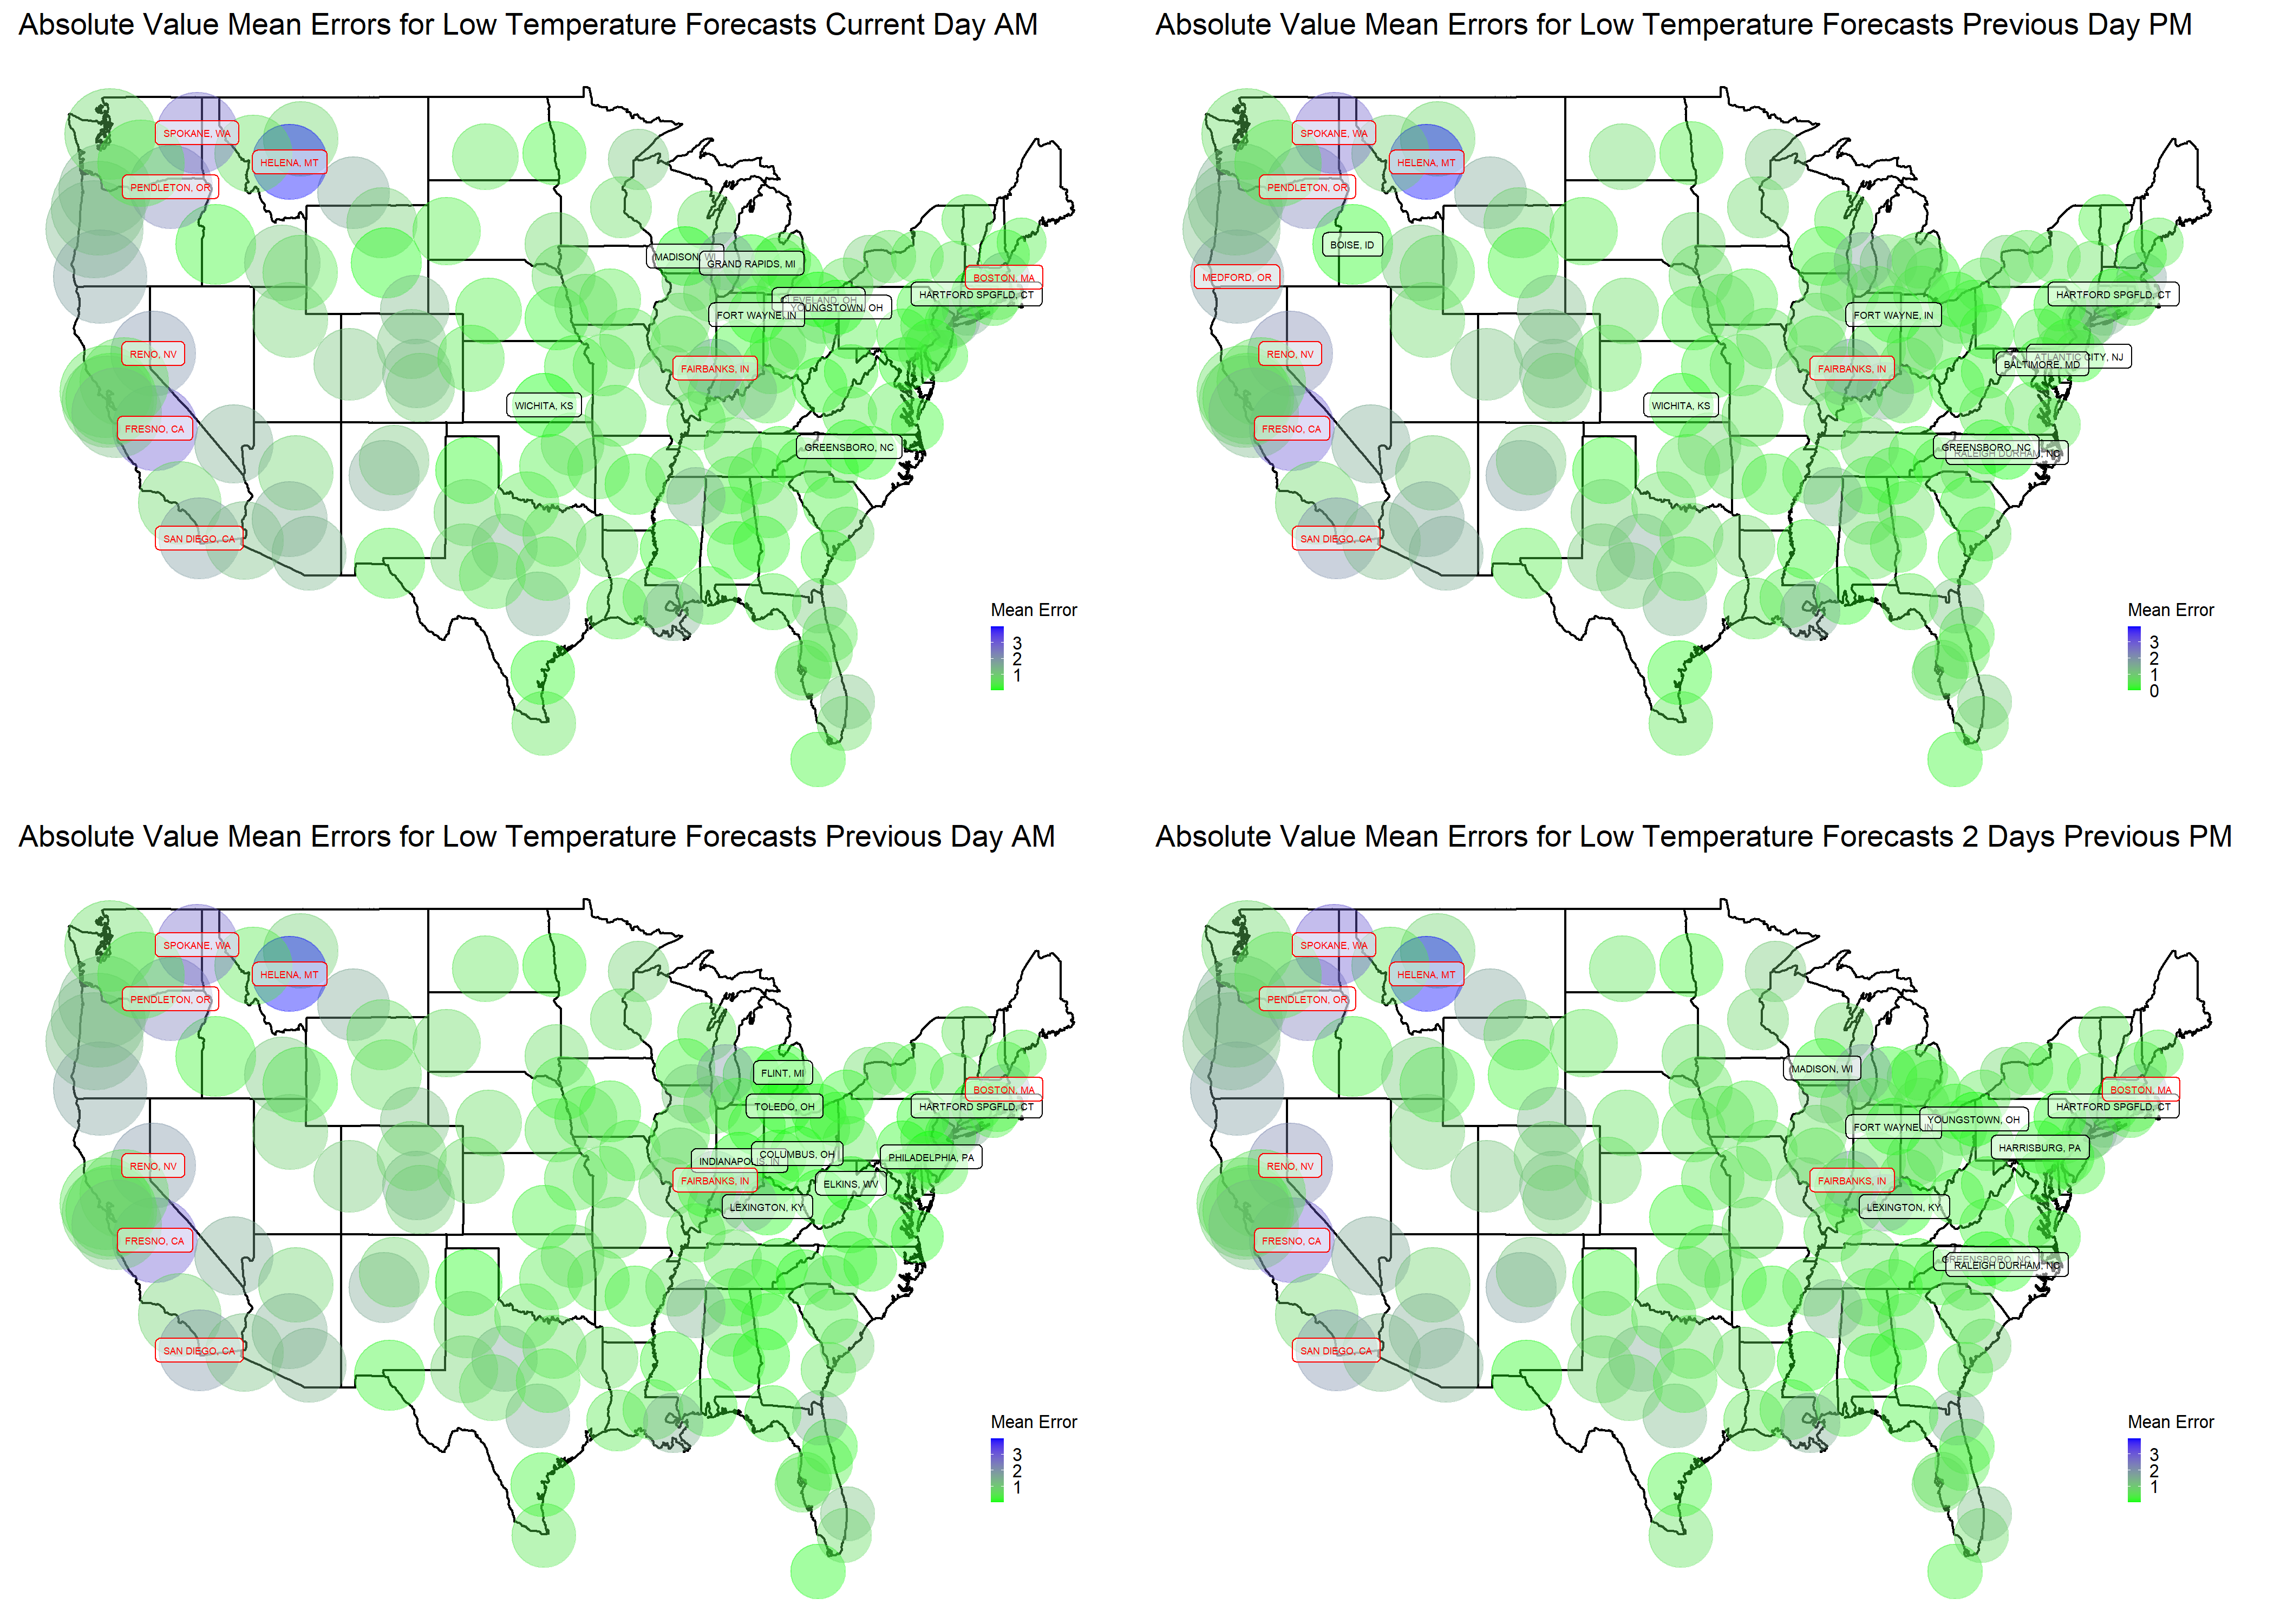 Absolute Value Mean Errors for Low Temperature Forecasts Current Day AM
SPOKANE, WA
HELENA, MT
PENDLETON, OR
MADISON, WI
GRAND RAPIDS, MI
BOSTON, MA
HARTFORD SPGFLD, CT
EVELAND, OH
YOUNGSTOWN, OH
FORT WAYNE, IN
RENO, NV
FAIRBANKS, IN
WICHITA, KS
FRESNO, CA
GREENSBORO, NC
SAN DIEGO, CA
Mean Error
3
2
1
Absolute Value Mean Errors for Low Temperature Forecasts Previous Day PM
SPOKANE, WA
HELENA, MT
PENDLETON, OR
BOISE, ID
MEDFORD, OR
HARTFORD SPGFLD, CT
FORT WAYNE, IN
RENO, NV
ATLANTIC CITY, NJ
BALTIMORE, MD
FAIRBANKS, IN
WICHITA, KS
FRESNO, CA
GREENSBORO, NC
RALEIGH DURHAM, NC
SAN DIEGO, CA
Mean Error
3
2
1
0
Absolute Value Mean Errors for Low Temperature Forecasts Previous Day AM
SPOKANE, WA
HELENA, MT
PENDLETON, OR
FLINT, MI
BOSTON, MA
TOLEDO, OH
HARTFORD SPGFLD, CT
COLUMBUS, OH
PHILADELPHIA, PA
INDIANAPOLIS, IN
RENO, NV
FAIRBANKS, IN
ELKINS, WV
LEXINGTON, KY
FRESNO, CA
SAN DIEGO, CA
Mean Error
3
2
1
Absolute Value Mean Errors for Low Temperature Forecasts 2 Days Previous PM
SPOKANE, WA
HELENA, MT
PENDLETON, OR
MADISON, WI
BOSTON, MA
HARTFORD SPGFLD, CT
YOUNGSTOWN, OH
FORT WAYNE, IN
HARRISBURG, PA
RENO, NV
FAIRBANKS, IN
LEXINGTON, KY
FRESNO, CA
GREENSBORO, NC
RALEIGH DURHAM, NC
SAN DIEGO, CA
Mean Error
3
2
1